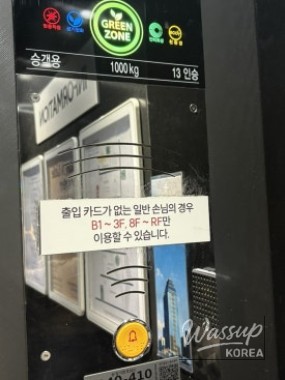 GREEN
ZONE
승객용 1000kg 13 인승
INFORMATION
출입 카드가 없는 일반 손님의 경우
B1 ~ 3F, 8F ~ RF만
이용할 수 있습니다.
Wassup
KOREA